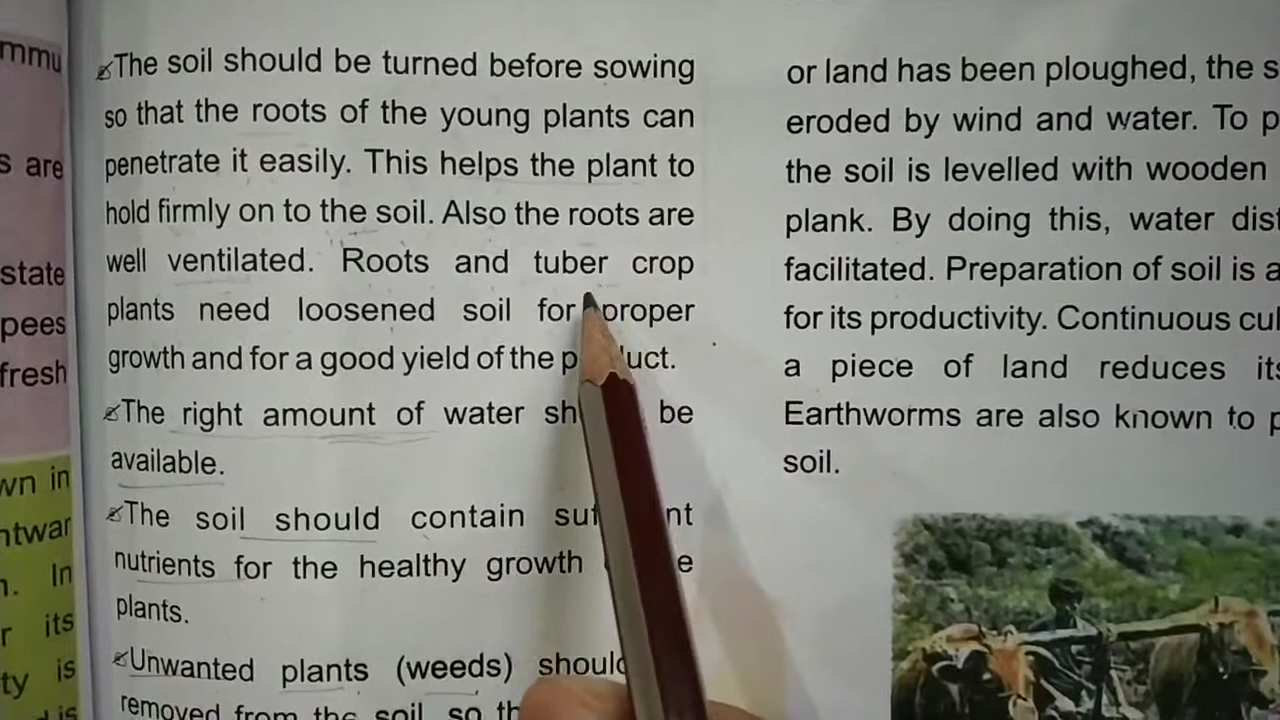 mmu
s are
state
pees
fresh
wn in
ntwar
n. In
r its
ty is
d is
The soil should be turned before sowing
so that the roots of the young plants can
penetrate it easily. This helps the plant to
hold firmly on to the soil. Also the roots are
well ventilated. Roots and tuber crop
plants need loosened soil for proper
growth and for a good yield of the p uct.
The right amount of water sh be
available.
The soil should contain suf nt
nutrients for the healthy growth e
plants.
Unwanted plants (weeds) shoul
removed from the soil, so th
or land has been ploughed, the s
eroded by wind and water. To p
the soil is levelled with wooden
plank. By doing this, water dist
facilitated. Preparation of soil is a
for its productivity. Continuous cul
a piece of land reduces its
Earthworms are also known to p
soil.